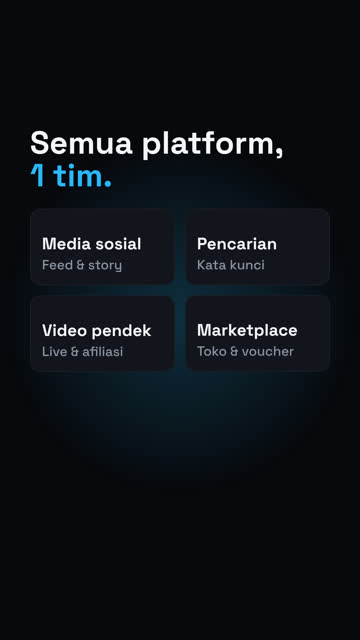 Semua platform,
1 tim.
Media sosial
Feed & story
Pencarian
Kata kunci
Video pendek
Live & afiliasi
Marketplace
Toko & voucher